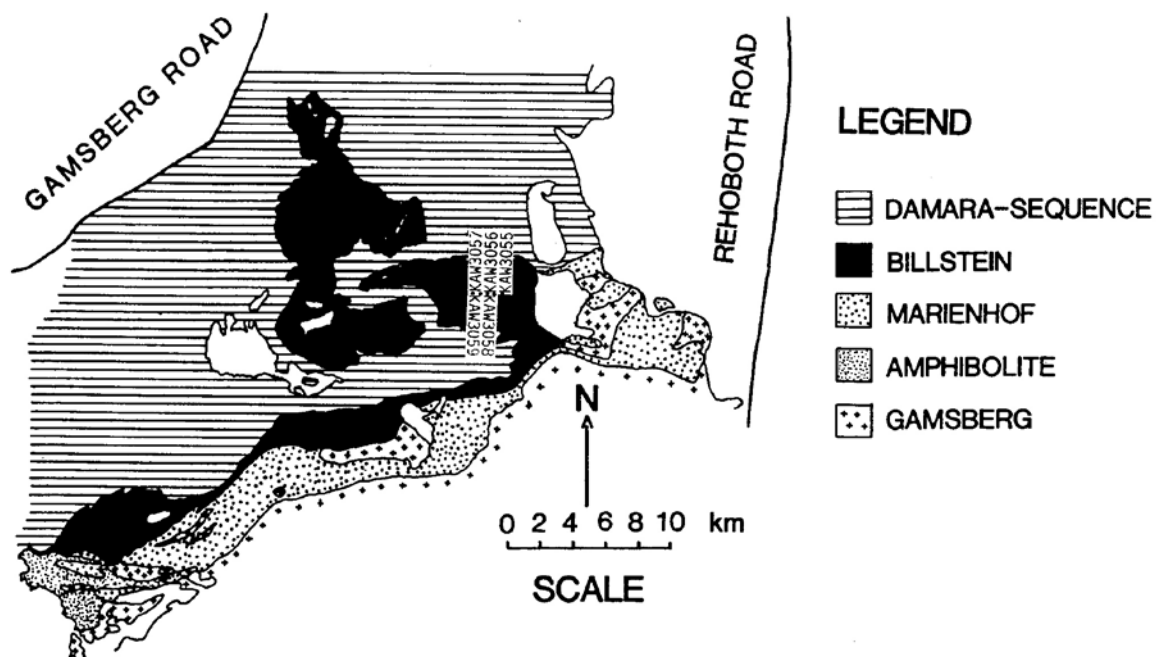 GAMSBERG ROAD
REHOBOTH ROAD
KAW3059
KAW3058
KAW3057
KAW3056
KAW3055
N
0 2 4 6 8 10 km
SCALE
LEGEND
DAMARA-SEQUENCE
BILLSTEIN
MARIENHOF
AMPHIBOLITE
GAMSBERG